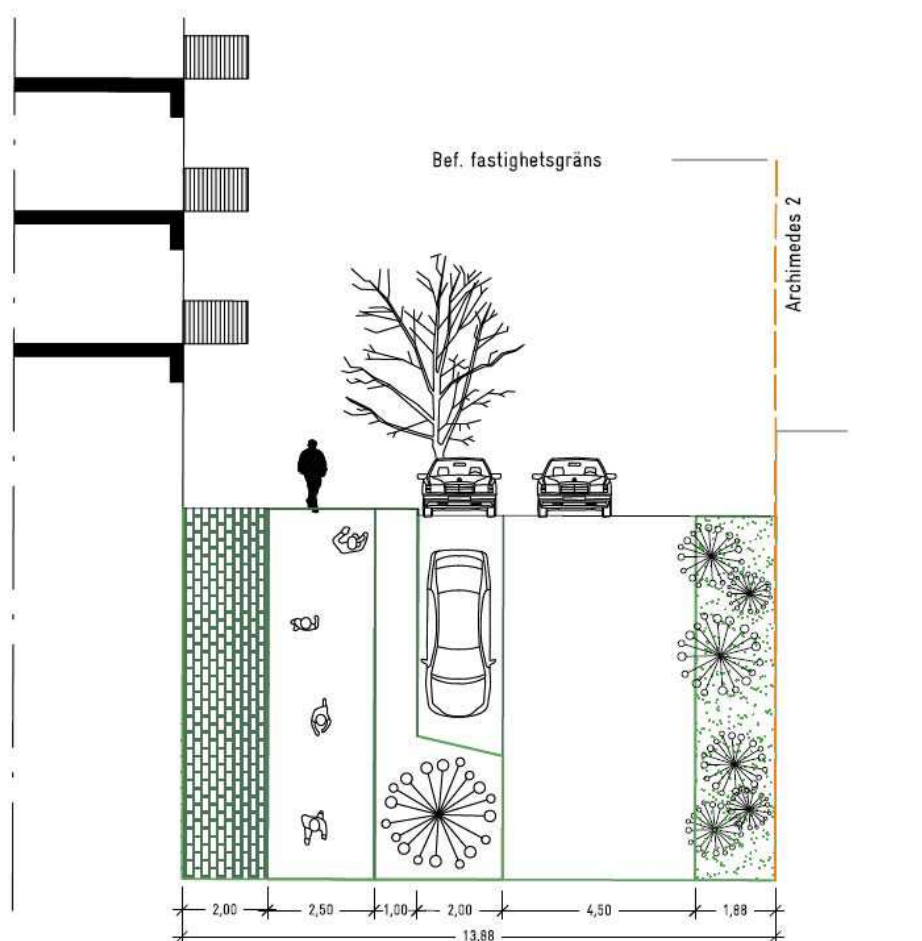 Bef. fastighetsgräns
Archimedes 2
2,00 2,50 1,00 2,00 4,50 1,88
13,88